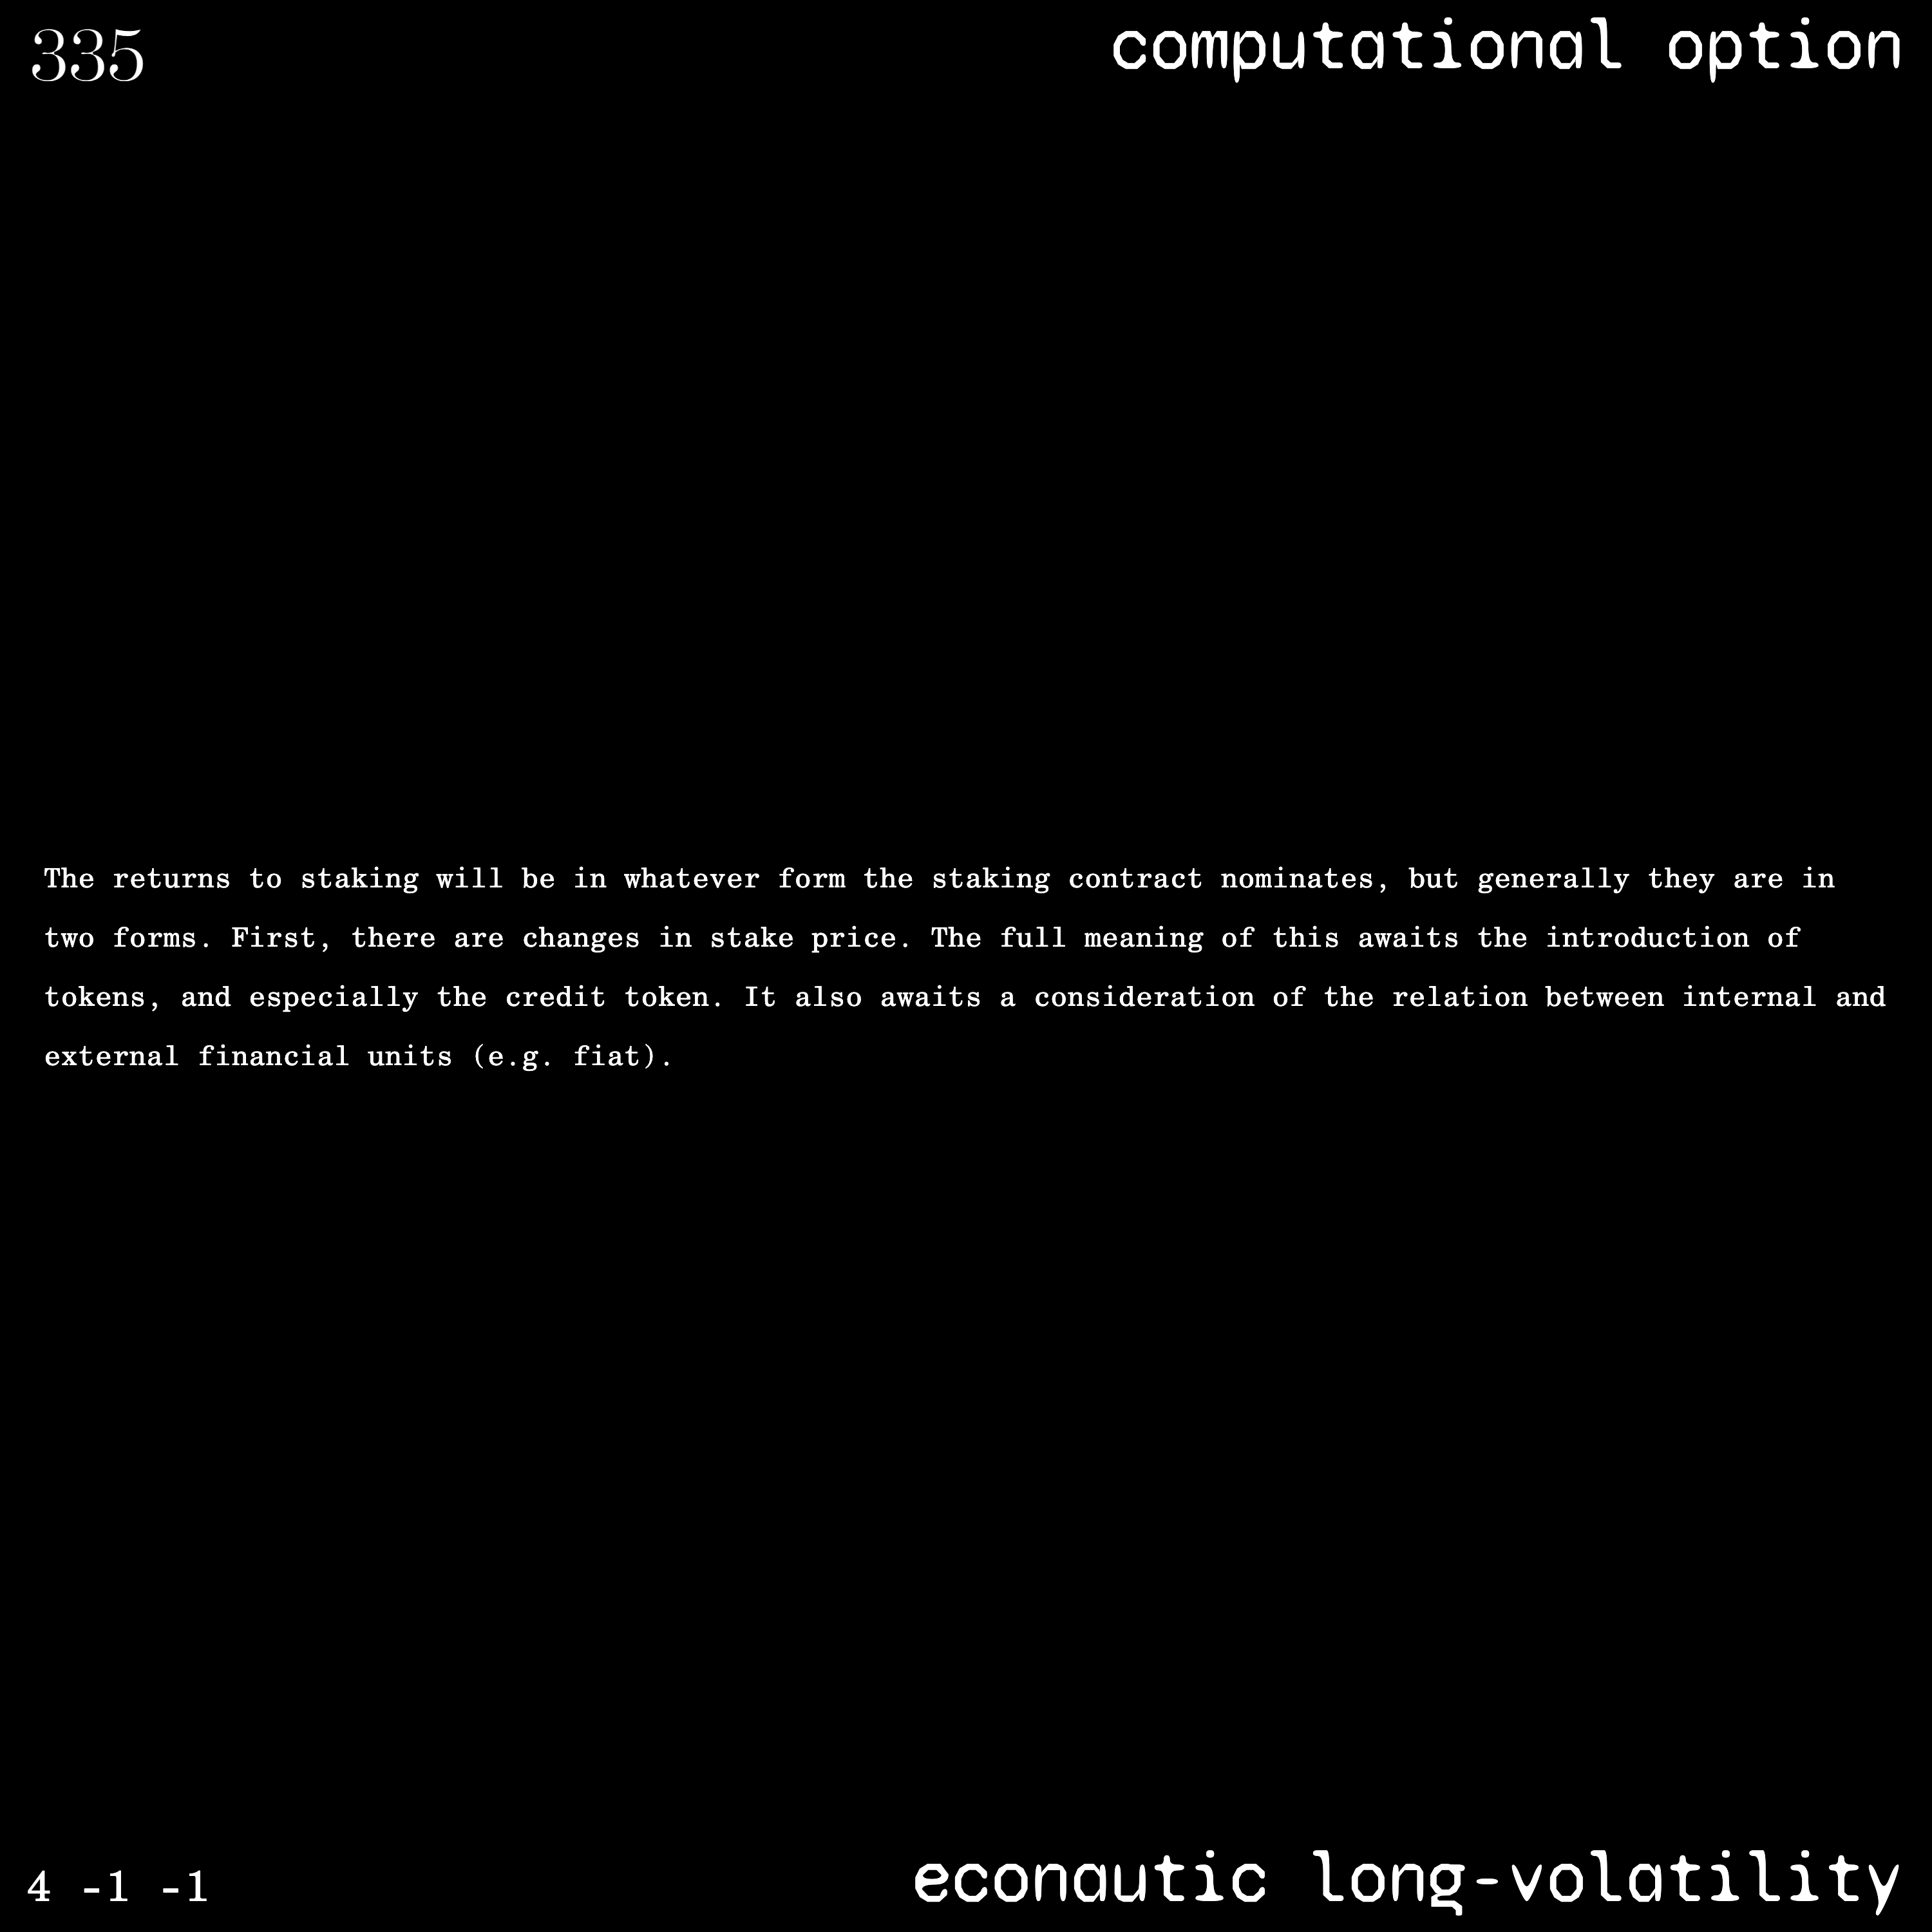 335
computational option
The returns to staking will be in whatever form the staking contract nominates, but generally they are in
two forms. First, there are changes in stake price. The full meaning of this awaits the introduction of
tokens, and especially the credit token. It also awaits a consideration of the relation between internal and
external financial units (e.g. fiat).
4 -1 -1
econautic long-volatility